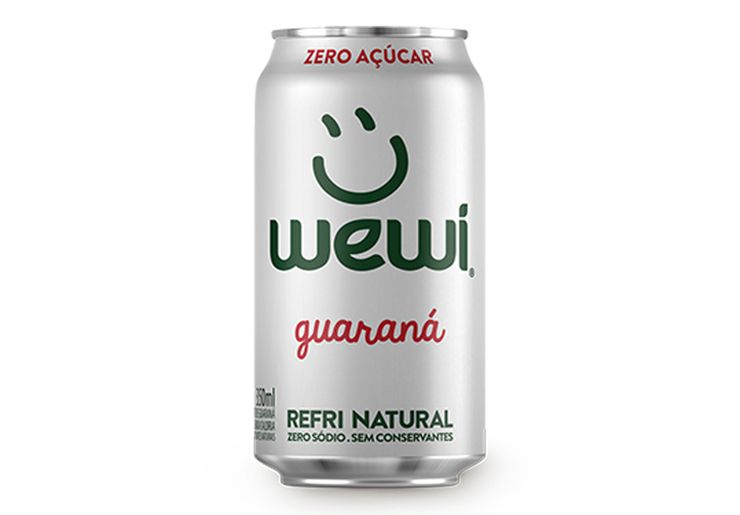 ZERO AÇÚCAR
wewi®
guaraná
350ml
REFRI NATURAL
ZERO SÓDIO.SEM CONSERVANTES